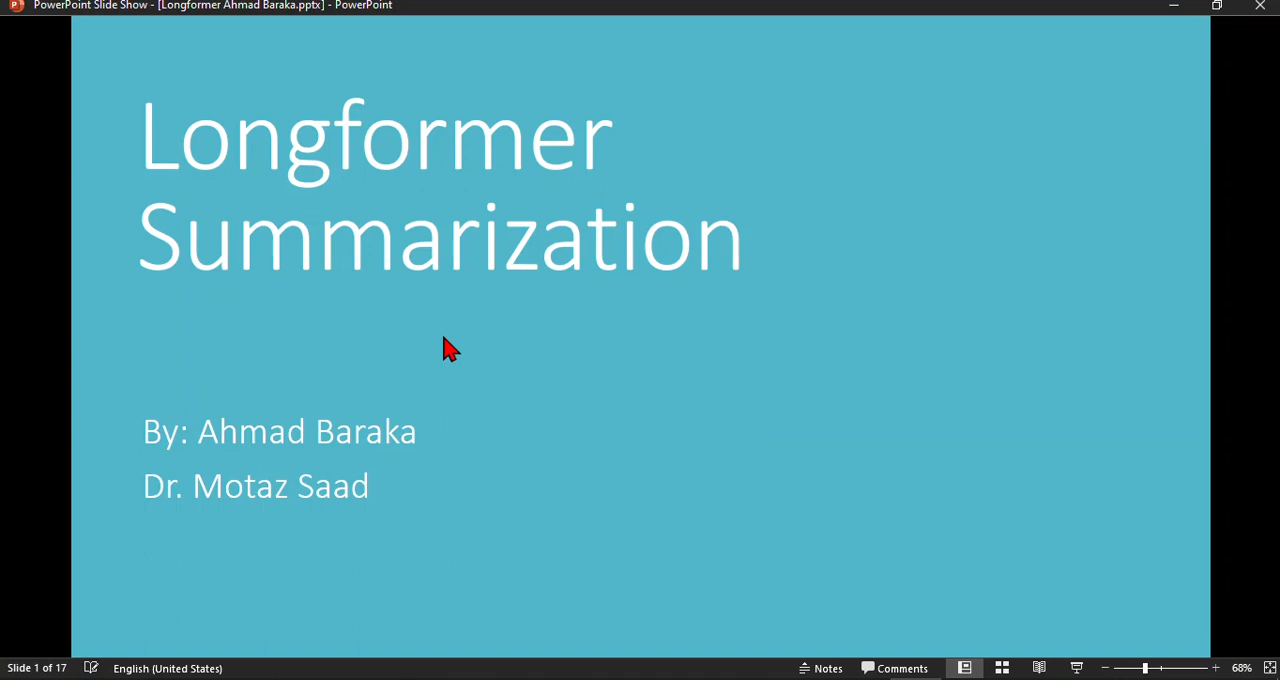 PowerPoint Slide Show - [Longformer Ahmad Baraka.pptx] - PowerPoint
Longformer
Summarization
By: Ahmad Baraka
Dr. Motaz Saad
Slide 1 of 17
English (United States)
Notes
Comments
68%